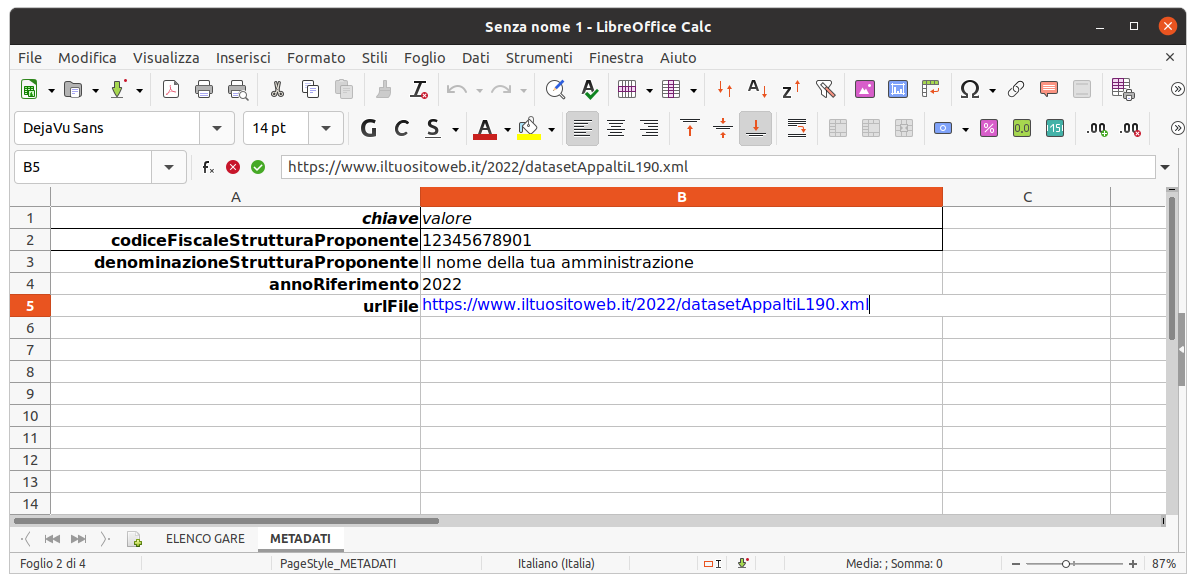 Senza nome 1 - LibreOffice Calc
File Modifica Visualizza Inserisci Formato Stili Foglio Dati Strumenti Finestra Aiuto
DejaVu Sans 14 pt G C S A
B5 https://www.iltuositoweb.it/2022/datasetAppaltiL190.xml
A B C
1 chiave valore
2 codiceFiscaleStrutturaProponente 12345678901
3 denominazioneStrutturaProponente Il nome della tua amministrazione
4 annoRiferimento 2022
5 urlFile https://www.iltuositoweb.it/2022/datasetAppaltiL190.xml
6
7
8
9
10
11
12
13
14
ELENCO GARE METADATI
Foglio 2 di 4 PageStyle_METADATI Italiano (Italia) Media: ; Somma: 0 87%